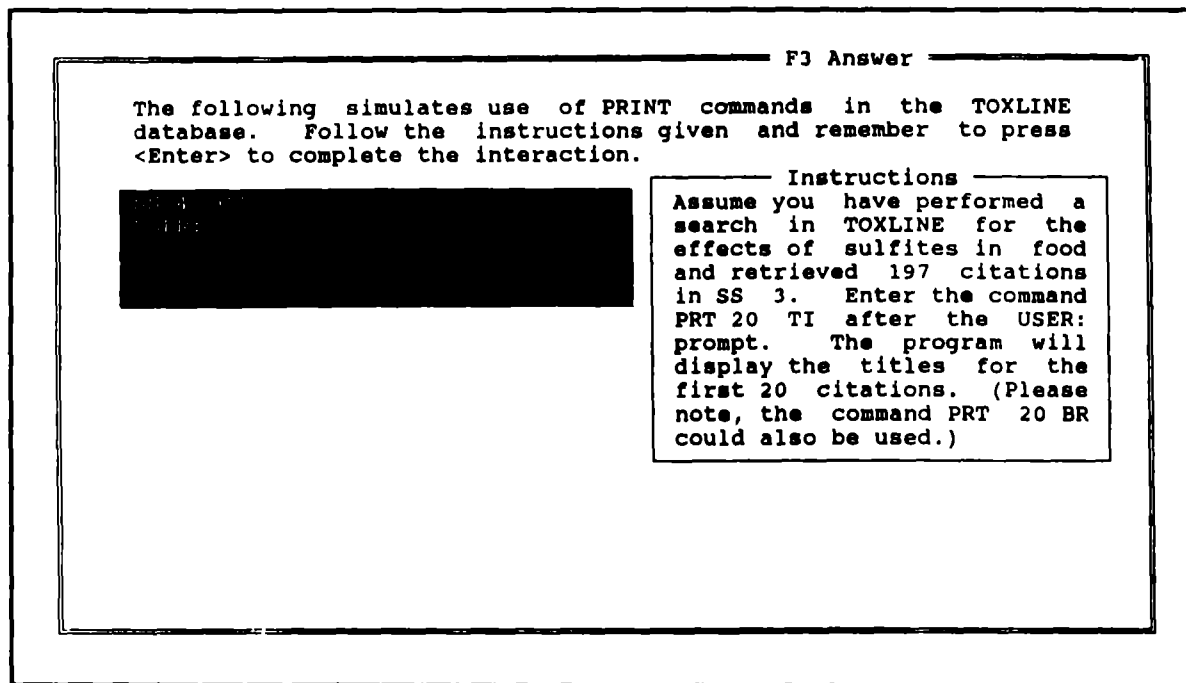 F3 Answer
The following simulates use of PRINT commands in the TOXLINE
database. Follow the instructions given and remember to press
<Enter> to complete the interaction.
Instructions
Assume you have performed a
search in TOXLINE for the
effects of sulfites in food
and retrieved 197 citations
in SS 3. Enter the command
PRT 20 TI after the USER:
prompt. The program will
display the titles for the
first 20 citations. (Please
note, the command PRT 20 BR
could also be used.)